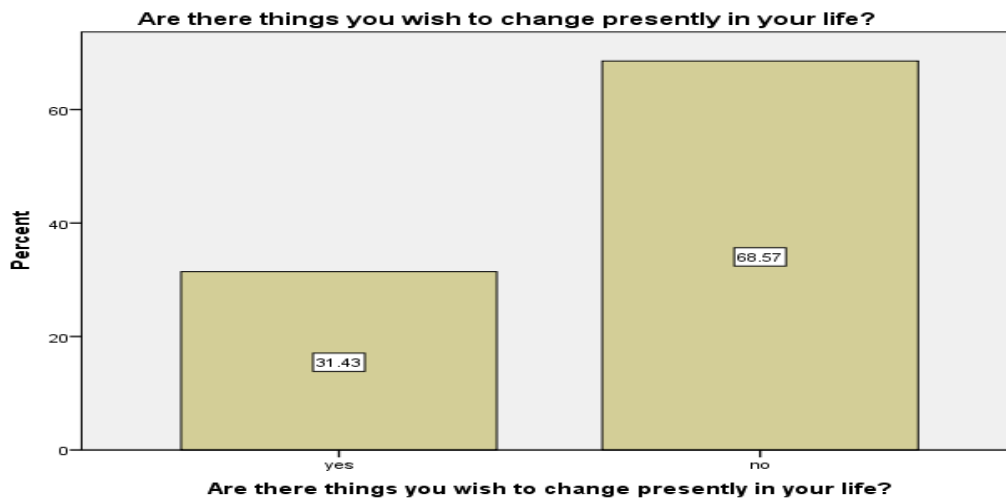 Are there things you wish to change presently in your life?
Percent
60
40
20
0
31.43
68.57
yes
no
Are there things you wish to change presently in your life?